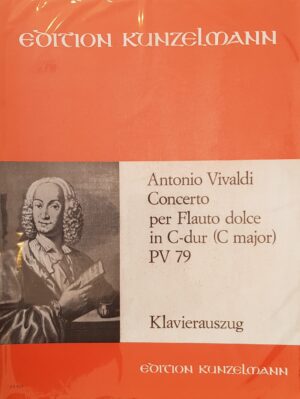 EDITION KUNZELMANN
Antonio Vivaldi
Concerto
per Flauto dolce
in C-dur (C major)
PV 79
Klavierauszug
EDITION KUNZELMANN